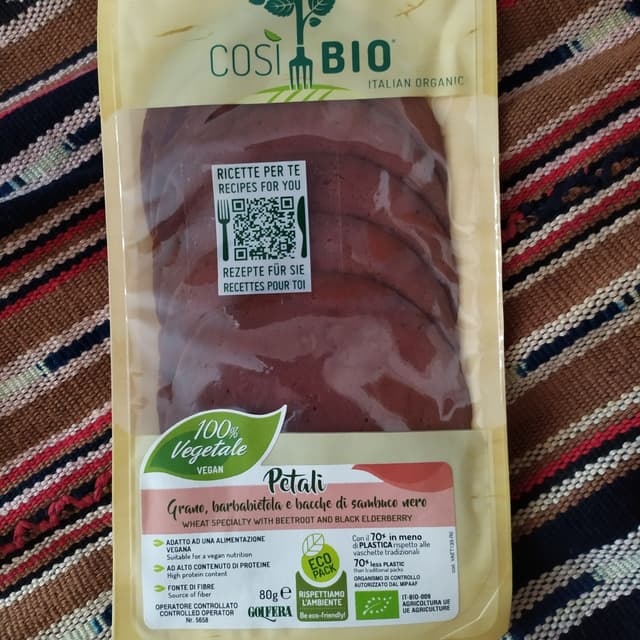 COSÌ BIO®
ITALIAN ORGANIC
RICETTE PER TE
RECIPES FOR YOU
REZEPTE FÜR SIE
RECETTES POUR TOI
100%
Vegetale
VEGAN
Petali
Grano, barbabietola e bacche di sambuco nero
WHEAT SPECIALTY WITH BEETROOT AND BLACK ELDERBERRY
ADATTO AD UNA ALIMENTAZIONE
VEGANA
Suitable for a vegan nutrition
AD ALTO CONTENUTO DI PROTEINE
High protein content
FONTE DI FIBRE
Source of fiber
OPERATORE CONTROLLATO
CONTROLLED OPERATOR
Nr. 5658
80g e
GOLFERA
ECO
PACK
RISPETTIAMO
L'AMBIENTE
Be eco-friendly!
Con il 70% in meno
di PLASTICA rispetto alle
vaschette tradizionali
70% less PLASTIC
than traditional packs
ORGANISMO DI CONTROLLO
AUTORIZZATO DAL MIPAAF
IT-BIO-009
AGRICOLTURA UE
UE AGRICULTURE